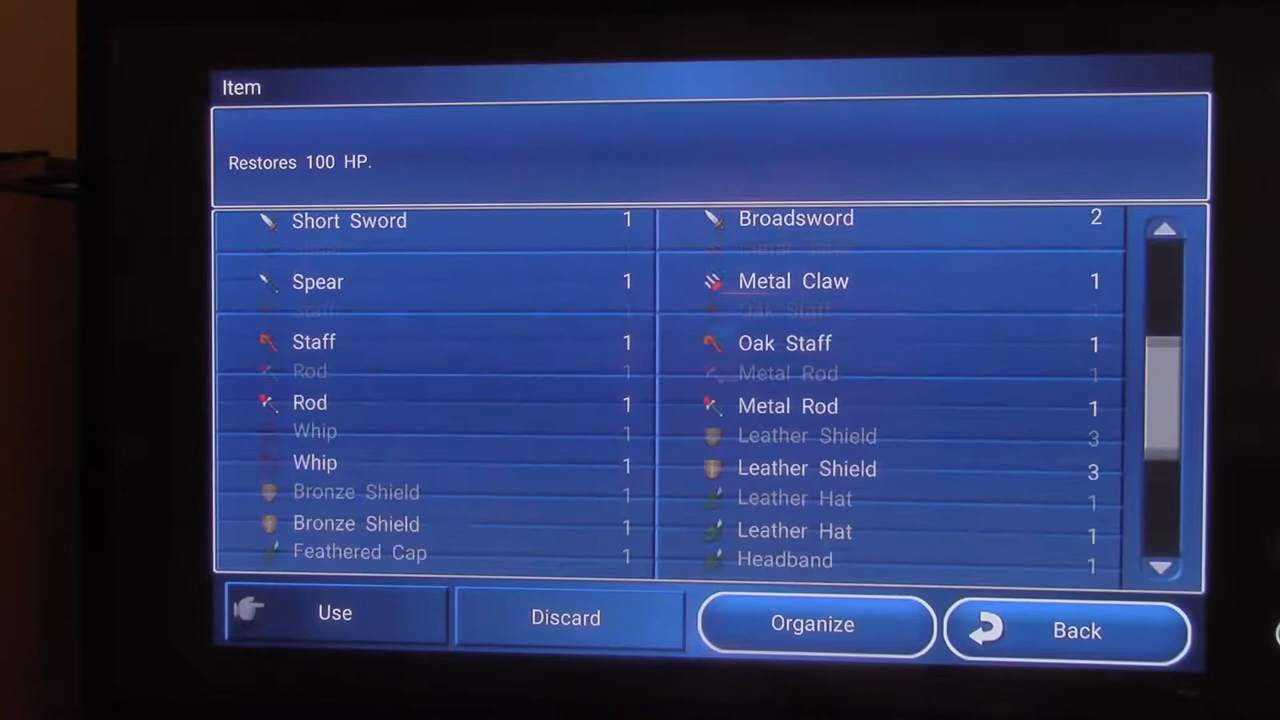 Item
Restores 100 HP.
Short Sword 1 Broadsword 2
Spear 1 Metal Claw 1
Oak Staff 1
Staff 1 Oak Staff 1
Rod 1 Metal Rod 1
Rod 1 Metal Rod 1
Whip 1 Leather Shield 3
Whip 1 Leather Shield 3
Bronze Shield 1 Leather Hat 1
Bronze Shield 1 Leather Hat 1
Feathered Cap 1 Headband 1
Use Discard Organize Back